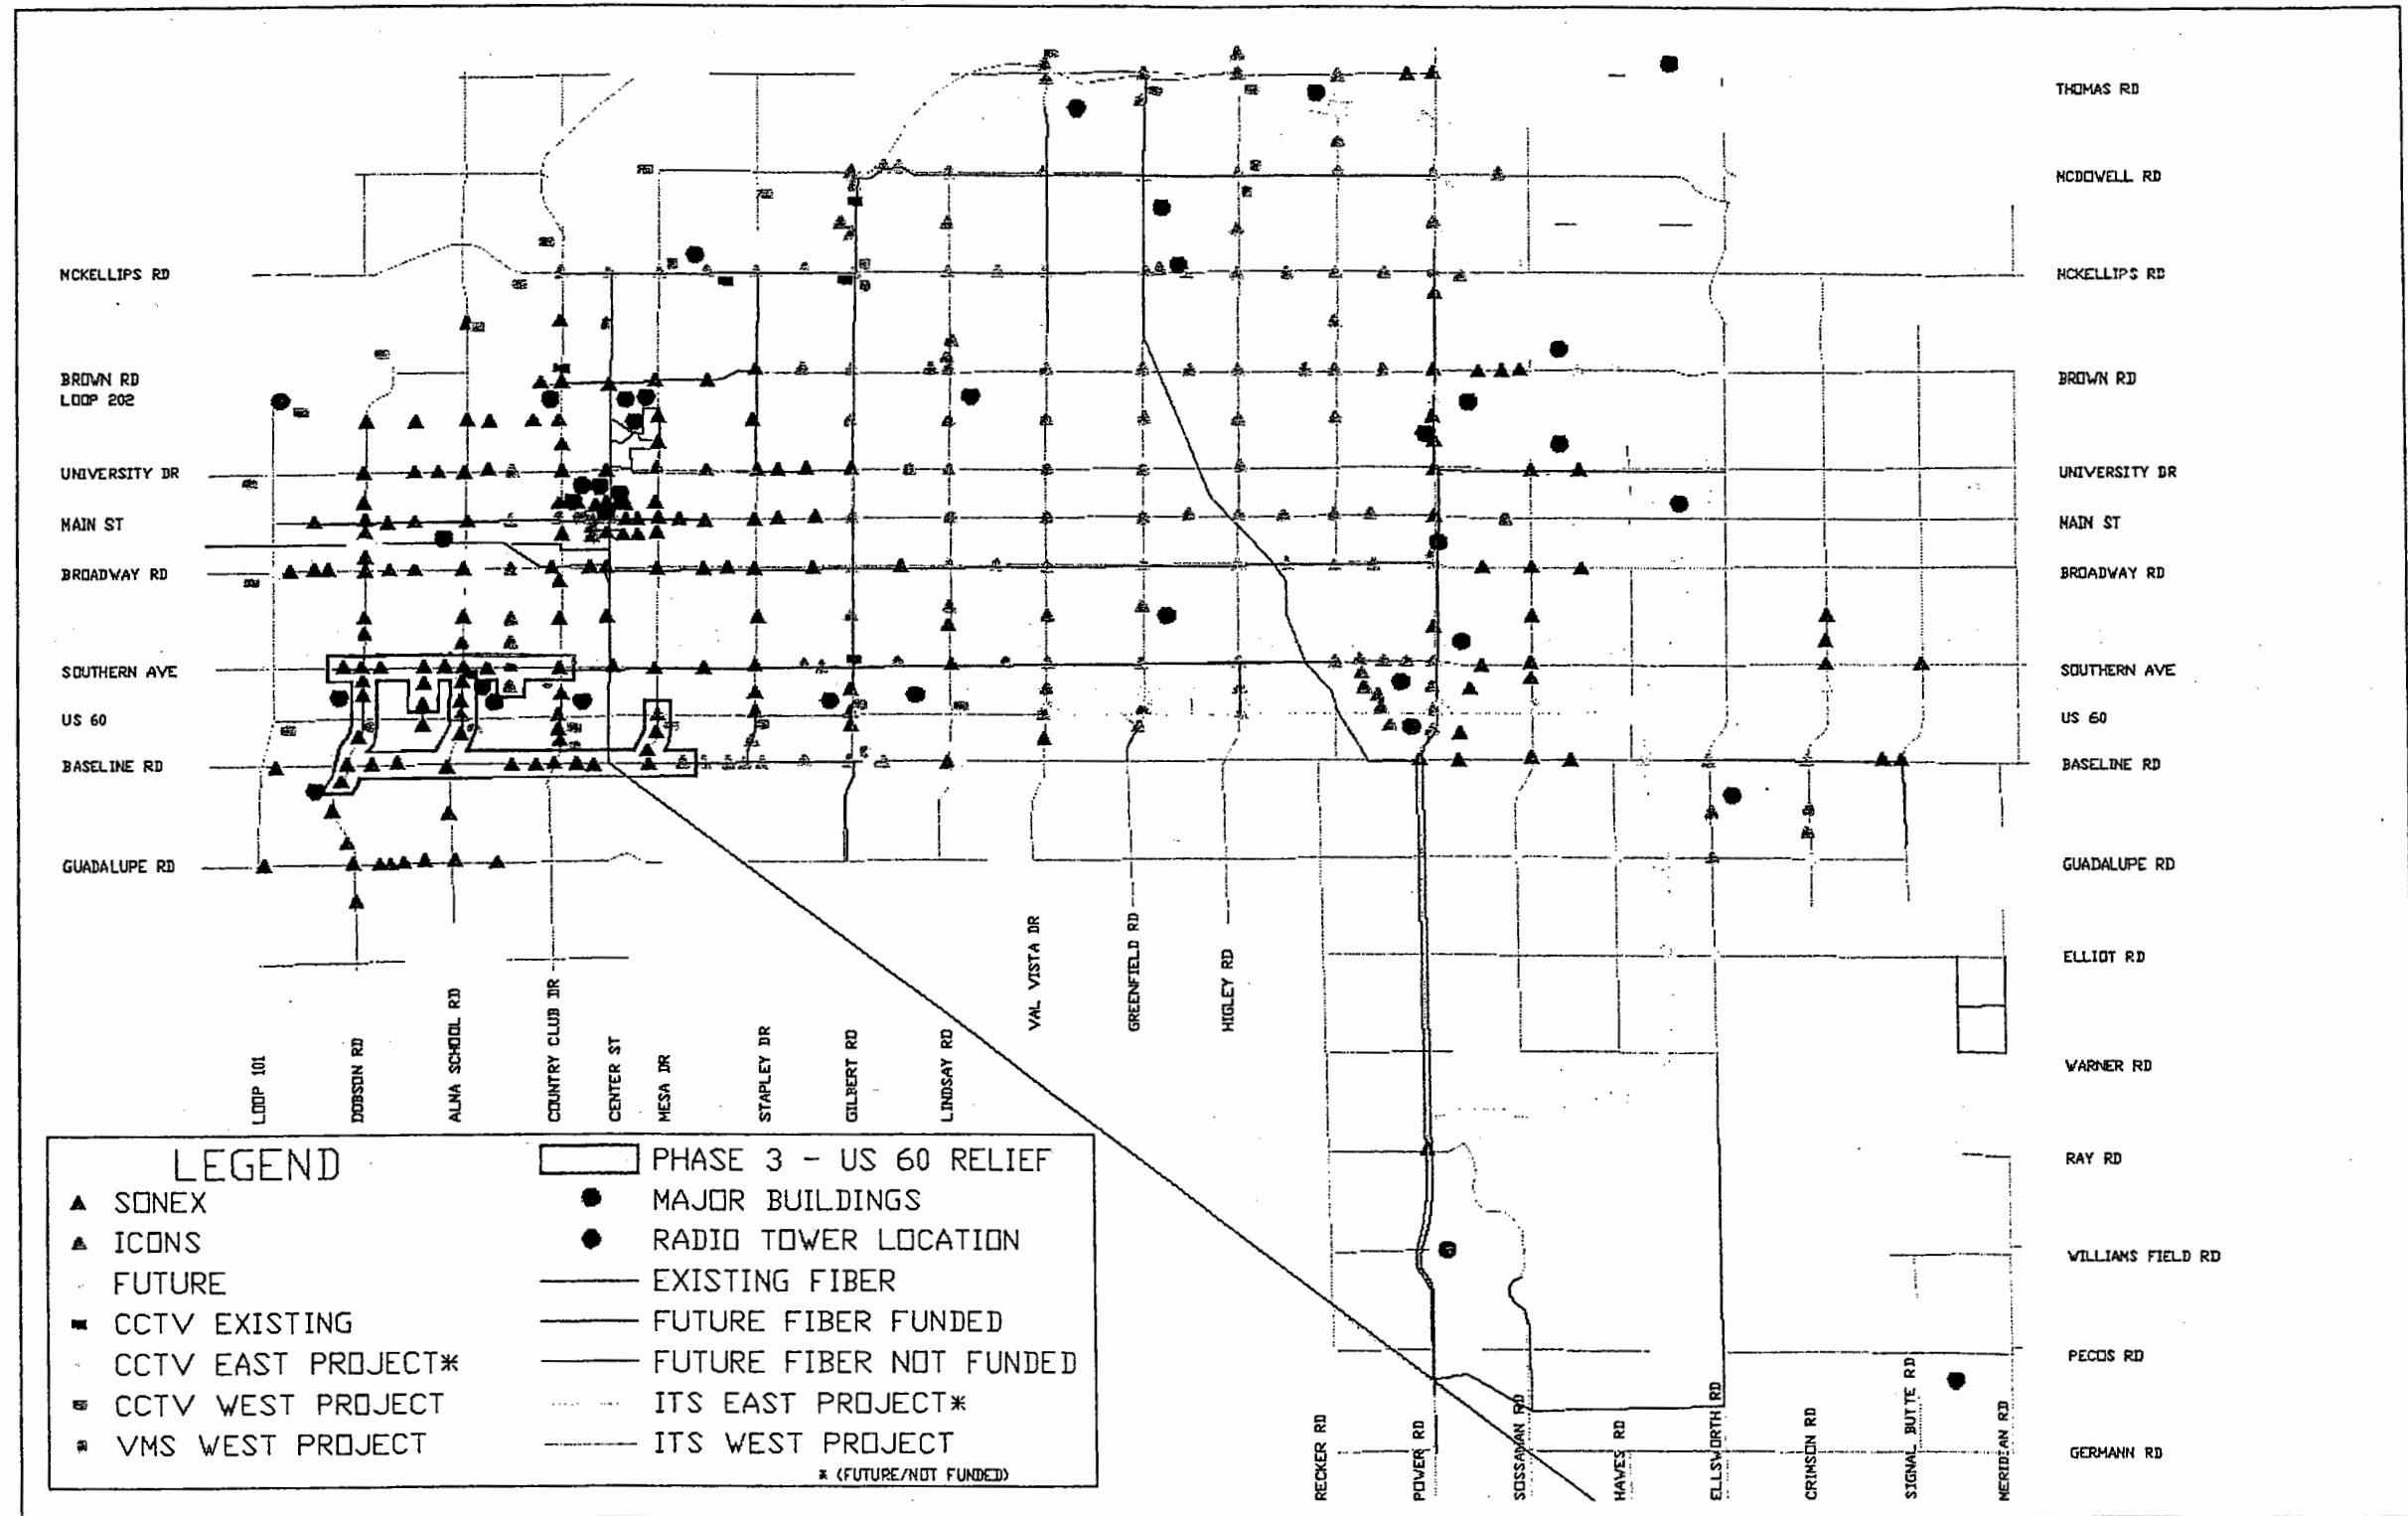 THOMAS RD
MCDOWELL RD
MCKELLIPS RD
MCKELLIPS RD
BROWN RD
LOOP 202
BROWN RD
UNIVERSITY DR
UNIVERSITY DR
MAIN ST
MAIN ST
BROADWAY RD
BROADWAY RD
SOUTHERN AVE
SOUTHERN AVE
US 60
US 60
BASELINE RD
BASELINE RD
GUADALUPE RD
GUADALUPE RD
ELLIOT RD
WARNER RD
RAY RD
WILLIAMS FIELD RD
PECOS RD
GERMANN RD
LOOP 101
DOBSON RD
ALMA SCHOOL RD
COUNTRY CLUB DR
CENTER ST
MESA DR
STAPLEY DR
GILBERT RD
LINDSAY RD
VAL VISTA DR
GREENFIELD RD
HIGLEY RD
RECKER RD
POWER RD
SOSSAMAN RD
HAWES RD
ELLSWORTH RD
CRIMSON RD
SIGNAL BUTTE RD
MERIDIAN RD
LEGEND
SONEX
ICONS
FUTURE
CCTV EXISTING
CCTV EAST PROJECT*
CCTV WEST PROJECT
VMS WEST PROJECT
PHASE 3 - US 60 RELIEF
MAJOR BUILDINGS
RADIO TOWER LOCATION
EXISTING FIBER
FUTURE FIBER FUNDED
FUTURE FIBER NOT FUNDED
ITS EAST PROJECT*
ITS WEST PROJECT
* (FUTURE/NOT FUNDED)